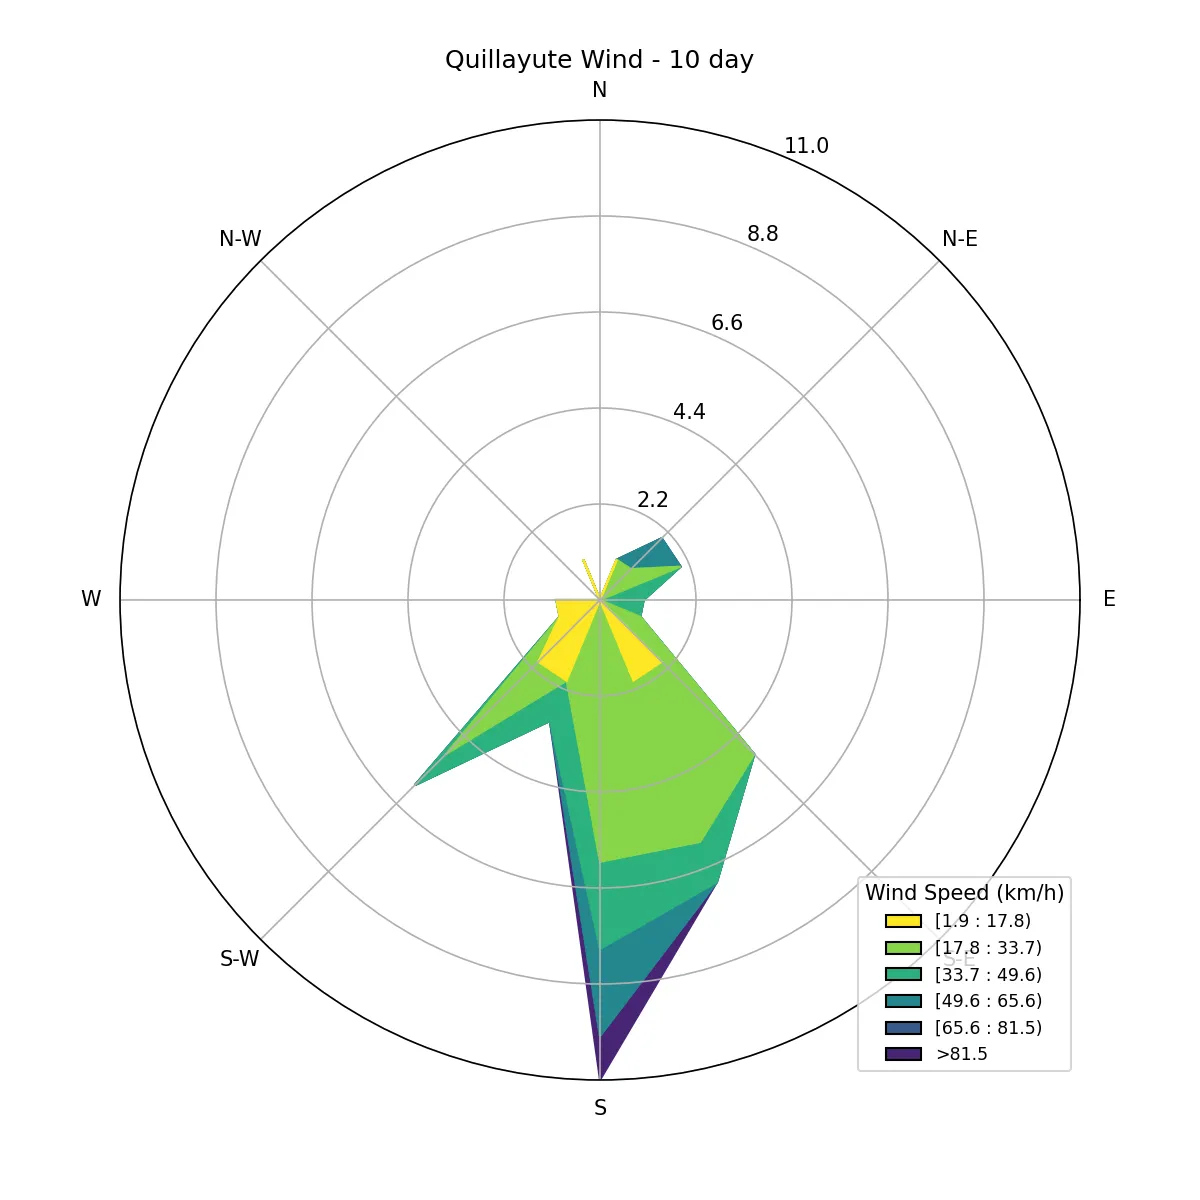 Quillayute Wind - 10 day
N
11.0
N-W
N-E
8.8
6.6
4.4
2.2
W
E
S-W
S-E
Wind Speed (km/h)
[1.9 : 17.8)
[17.8 : 33.7)
[33.7 : 49.6)
[49.6 : 65.6)
[65.6 : 81.5)
>81.5
S